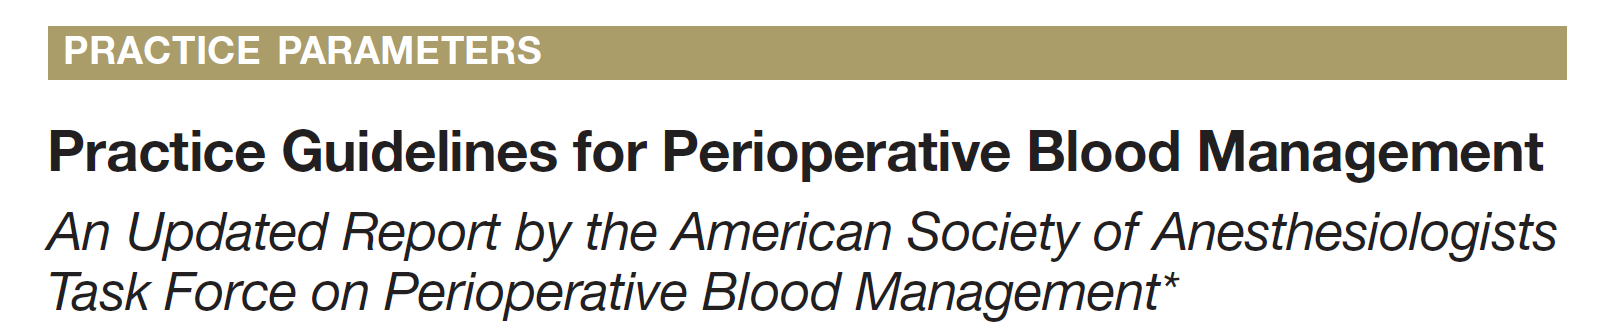 PRACTICE PARAMETERS
Practice Guidelines for Perioperative Blood Management
An Updated Report by the American Society of Anesthesiologists
Task Force on Perioperative Blood Management*